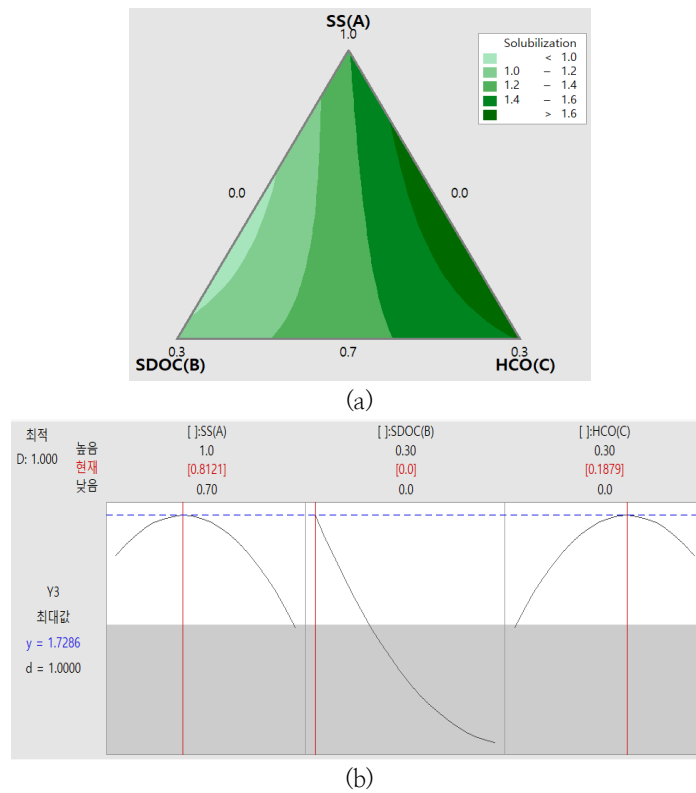 SS(A)
1.0
Solubilization
< 1.0
1.0 – 1.2
1.2 – 1.4
1.4 – 1.6
> 1.6
0.0 0.0
0.3 0.7 0.3
SDOC(B) HCO(C)
(a)
최적
D: 1.000
높음
현재
낮음
[ ]:SS(A) [ ]:SDOC(B) [ ]:HCO(C)
1.0 0.30 0.30
[0.8121] [0.0] [0.1879]
0.70 0.0 0.0
Y3
최대값
y = 1.7286
d = 1.0000
(b)